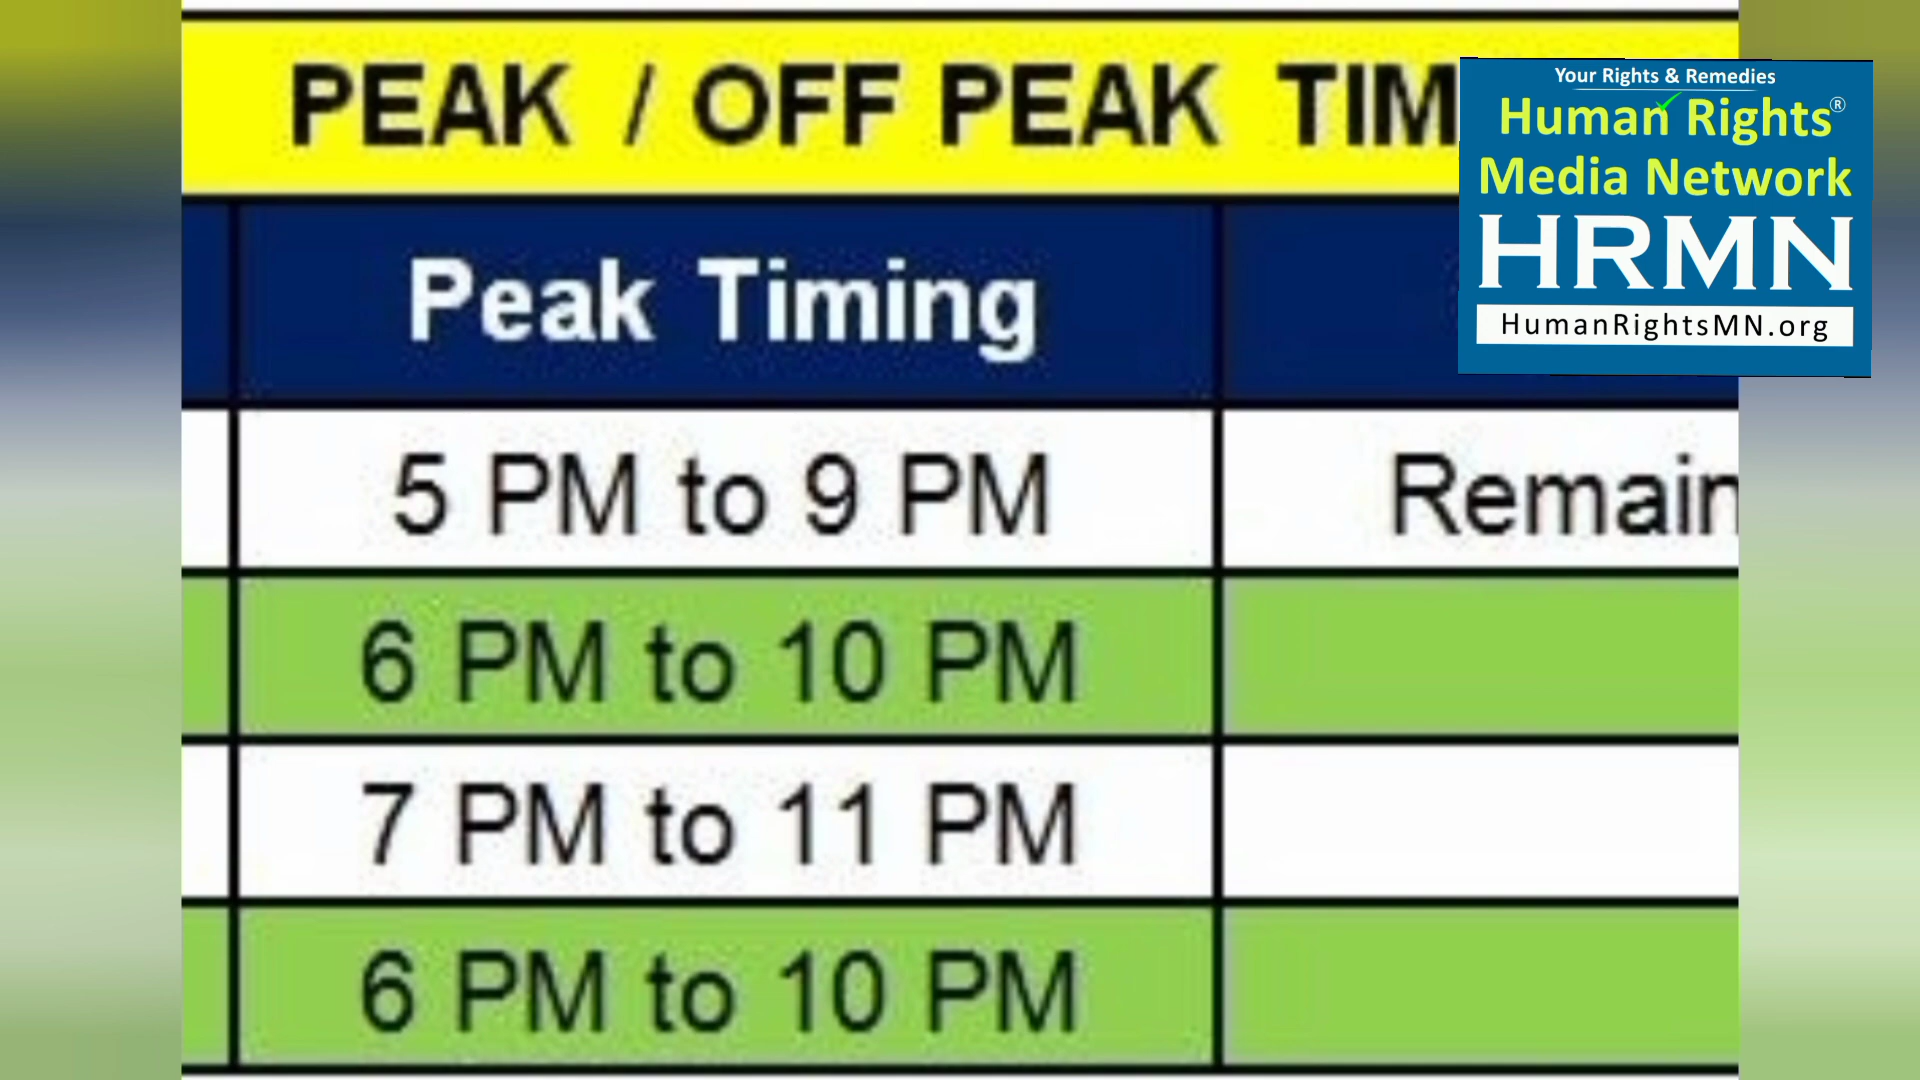 PEAK / OFF PEAK TIM
Your Rights & Remedies
Human Rights®
Media Network
HRMN
HumanRightsMN.org
Peak Timing
5 PM to 9 PM Remain
6 PM to 10 PM
7 PM to 11 PM
6 PM to 10 PM